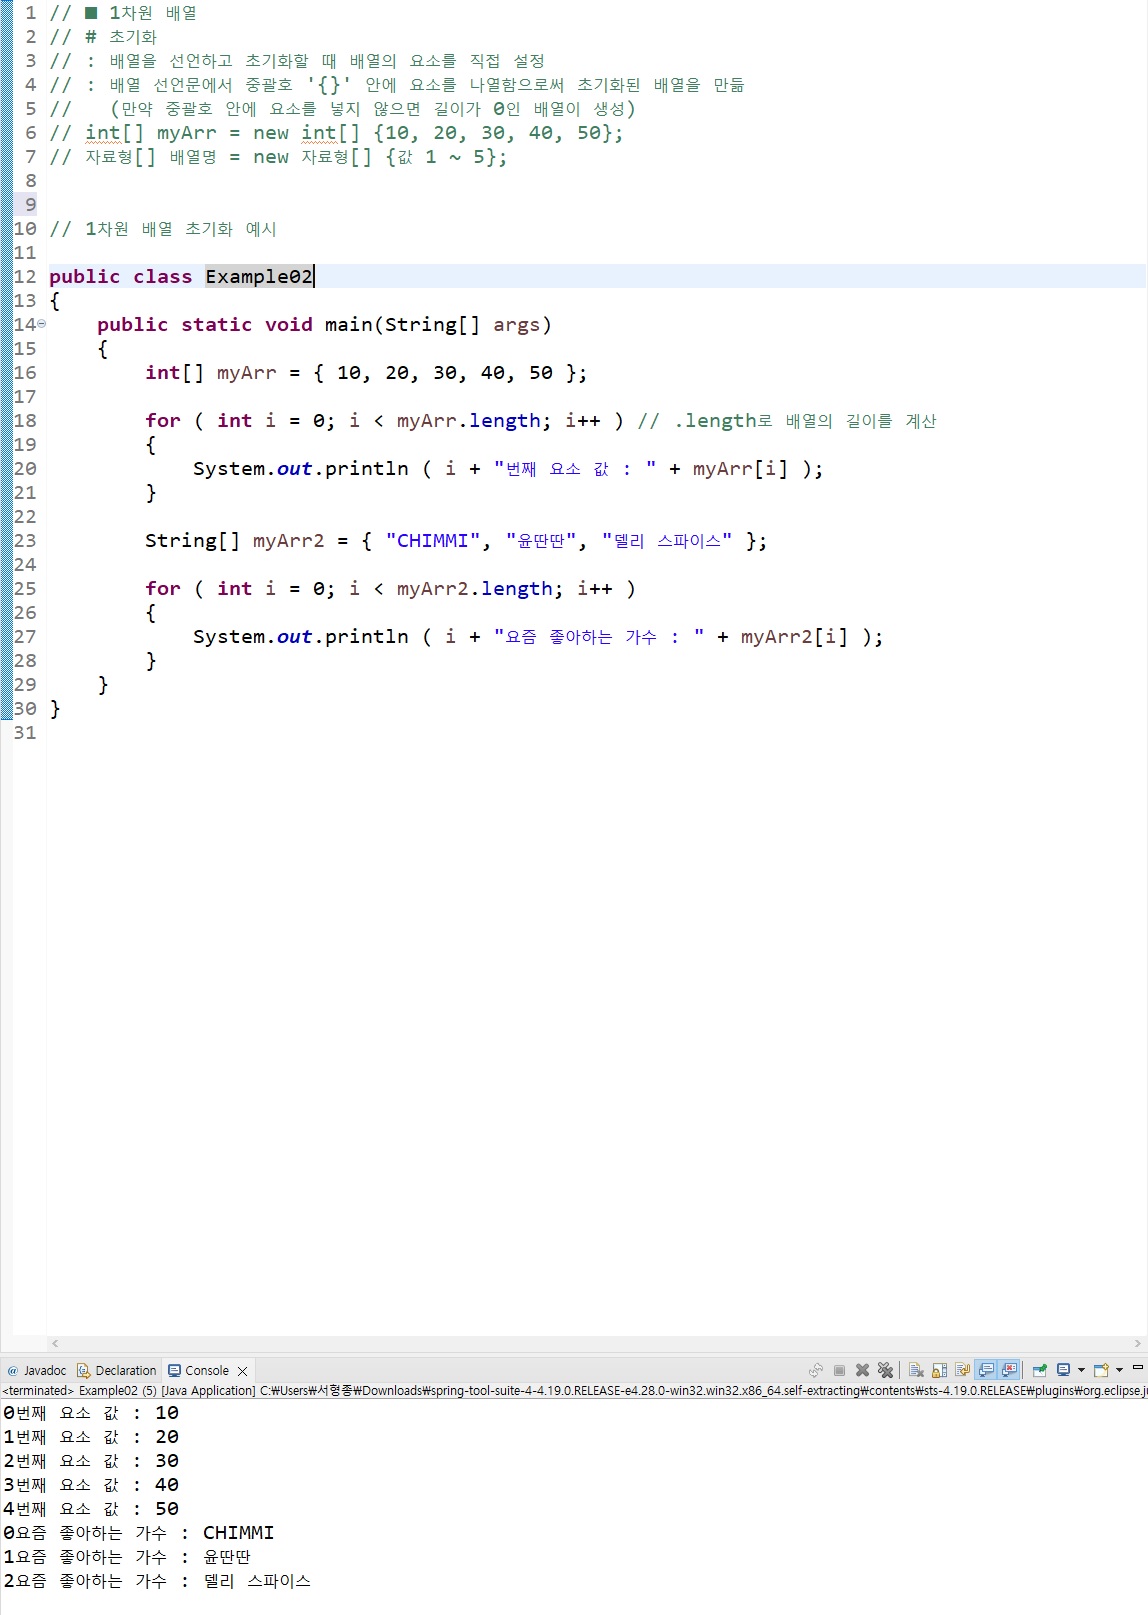 1 // ■ 1차원 배열
2 // # 초기화
3 // : 배열을 선언하고 초기화할 때 배열의 요소를 직접 설정
4 // : 배열 선언문에서 중괄호 '{}' 안에 요소를 나열함으로써 초기화된 배열을 만듦
5 //   (만약 중괄호 안에 요소를 넣지 않으면 길이가 0인 배열이 생성)
6 // int[] myArr = new int[] {10, 20, 30, 40, 50};
7 // 자료형[] 배열명 = new 자료형[] {값 1 ~ 5};
8
9
10 // 1차원 배열 초기화 예시
11
12 public class Example02
13 {
14     public static void main(String[] args)
15     {
16         int[] myArr = { 10, 20, 30, 40, 50 };
17
18         for ( int i = 0; i < myArr.length; i++ ) // .length로 배열의 길이를 계산
19         {
20             System.out.println ( i + "번째 요소 값 : " + myArr[i] );
21         }
22
23         String[] myArr2 = { "CHIMMI", "윤딴딴", "델리 스파이스" };
24
25         for ( int i = 0; i < myArr2.length; i++ )
26         {
27             System.out.println ( i + "요즘 좋아하는 가수 : " + myArr2[i] );
28         }
29     }
30 }
31
@ Javadoc Declaration Console
<terminated> Example02 (5) [Java Application] C:₩Users₩서형종₩Downloads₩spring-tool-suite-4-4.19.0.RELEASE-e4.28.0-win32.win32.x86_64.self-extracting₩contents₩sts-4.19.0.RELEASE₩plugins₩org.eclipse.j
0번째 요소 값 : 10
1번째 요소 값 : 20
2번째 요소 값 : 30
3번째 요소 값 : 40
4번째 요소 값 : 50
0요즘 좋아하는 가수 : CHIMMI
1요즘 좋아하는 가수 : 윤딴딴
2요즘 좋아하는 가수 : 델리 스파이스